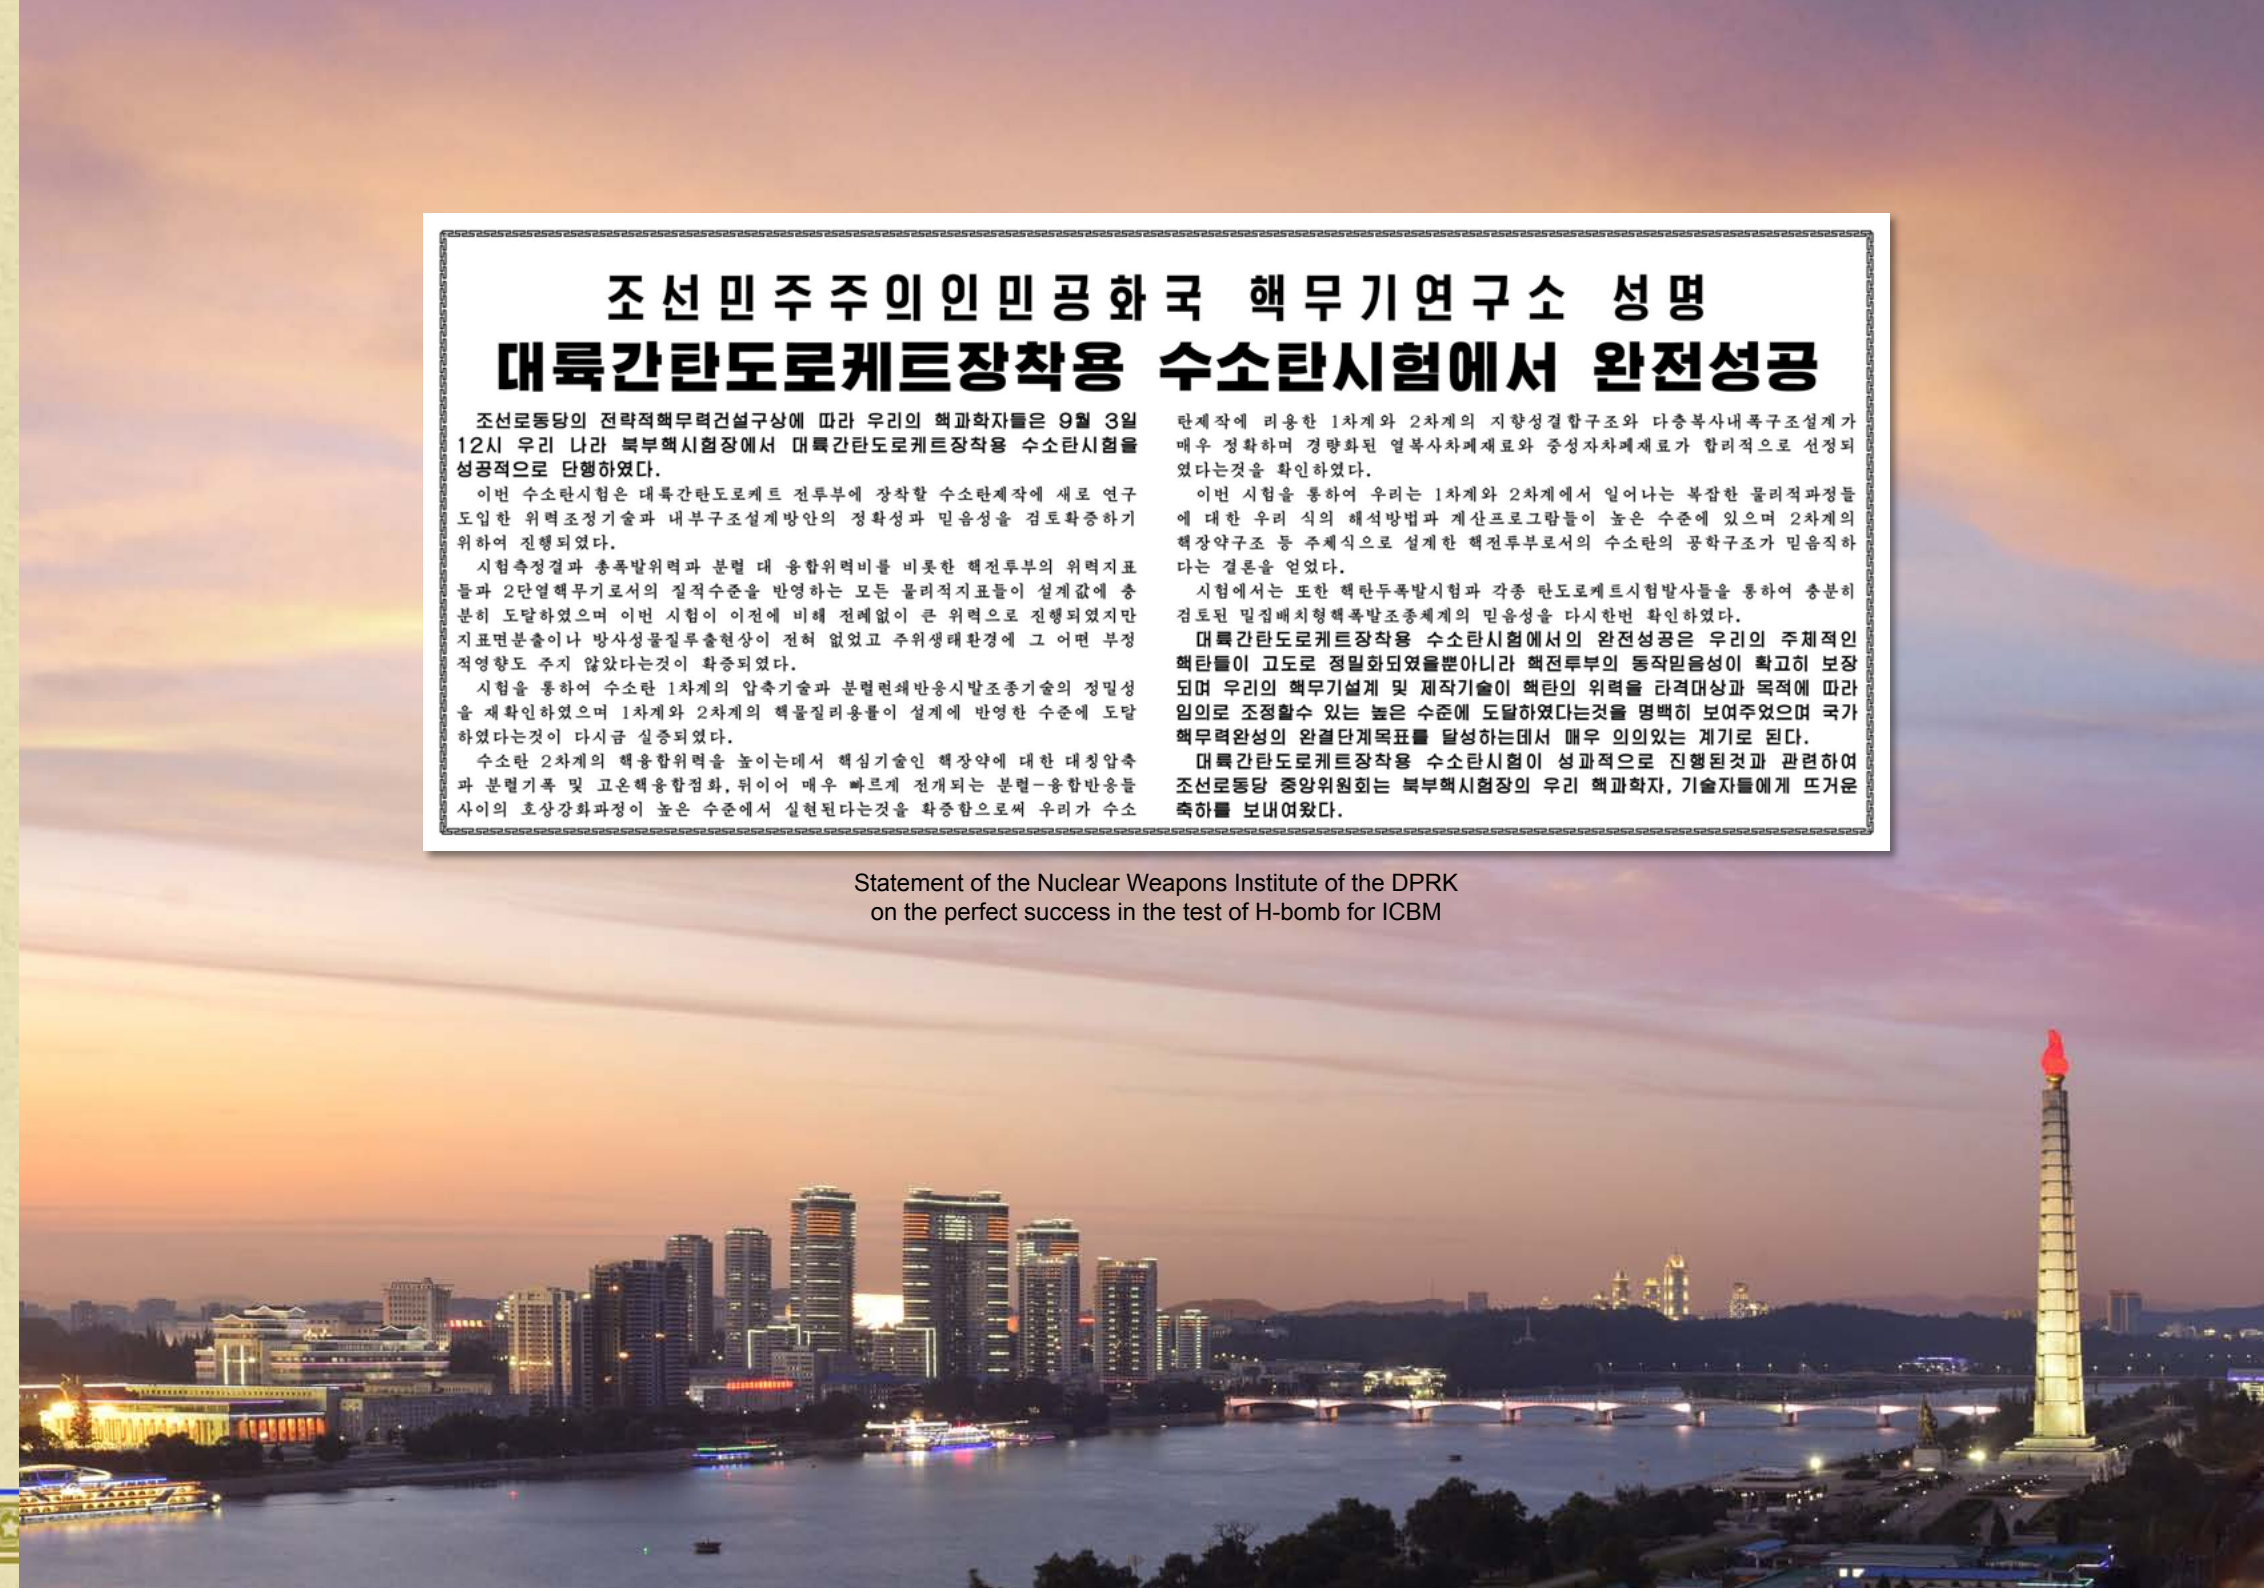 조선민주주의인민공화국 핵무기연구소 성명
대륙간탄도로케트장착용 수소탄시험에서 완전성공
조선로동당의 전략적핵무력건설구상에 따라 우리의 핵과학자들은 9월 3일
12시 우리 나라 북부핵시험장에서 대륙간탄도로케트장착용 수소탄시험을
성공적으로 단행하였다.
이번 수소탄시험은 대륙간탄도로케트 전투부에 장착할 수소탄제작에 새로 연구
도입한 위력조정기술과 내부구조설계방안의 정확성과 믿음성을 검토확증하기
위하여 진행되였다.
시험측정결과 총폭발위력과 분렬 대 융합위력비를 비롯한 핵전투부의 위력지표
들과 2단열핵무기로서의 질적수준을 반영하는 모든 물리적지표들이 설계값에 충
분히 도달하였으며 이번 시험이 이전에 비해 전례없이 큰 위력으로 진행되였지만
지표면분출이나 방사성물질루출현상이 전혀 없었고 주위생태환경에 그 어떤 부정
적영향도 주지 않았다는것이 확증되였다.
시험을 통하여 수소탄 1차계의 압축기술과 분렬련쇄반응시발조종기술의 정밀성
을 재확인하였으며 1차계와 2차계의 핵물질리용률이 설계에 반영한 수준에 도달
하였다는것이 다시금 실증되였다.
수소탄 2차계의 핵융합위력을 높이는데서 핵심기술인 핵장약에 대한 대칭압축
과 분렬기폭 및 고온핵융합점화, 뒤이어 매우 빠르게 전개되는 분렬-융합반응들
사이의 호상강화과정이 높은 수준에서 실현된다는것을 확증함으로써 우리가 수소
탄제작에 리용한 1차계와 2차계의 지향성결합구조와 다층복사내폭구조설계가
매우 정확하며 경량화된 열복사차페재료와 중성자차페재료가 합리적으로 선정되
였다는것을 확인하였다.
이번 시험을 통하여 우리는 1차계와 2차계에서 일어나는 복잡한 물리적과정들
에 대한 우리 식의 해석방법과 계산프로그람들이 높은 수준에 있으며 2차계의
핵장약구조 등 주체식으로 설계한 핵전투부로서의 수소탄의 공학구조가 믿음직하
다는 결론을 얻었다.
시험에서는 또한 핵탄두폭발시험과 각종 탄도로케트시험발사들을 통하여 충분히
검토된 밀집배치형핵폭발조종체계의 믿음성을 다시한번 확인하였다.
대륙간탄도로케트장착용 수소탄시험에서의 완전성공은 우리의 주체적인
핵탄들이 고도로 정밀화되였을뿐아니라 핵전투부의 동작믿음성이 확고히 보장
되며 우리의 핵무기설계 및 제작기술이 핵탄의 위력을 타격대상과 목적에 따라
임의로 조정할수 있는 높은 수준에 도달하였다는것을 명백히 보여주었으며 국가
핵무력완성의 완결단계목표를 달성하는데서 매우 의의있는 계기로 된다.
대륙간탄도로케트장착용 수소탄시험이 성과적으로 진행된것과 관련하여
조선로동당 중앙위원회는 북부핵시험장의 우리 핵과학자, 기술자들에게 뜨거운
축하를 보내여왔다.
Statement of the Nuclear Weapons Institute of the DPRK
on the perfect success in the test of H-bomb for ICBM